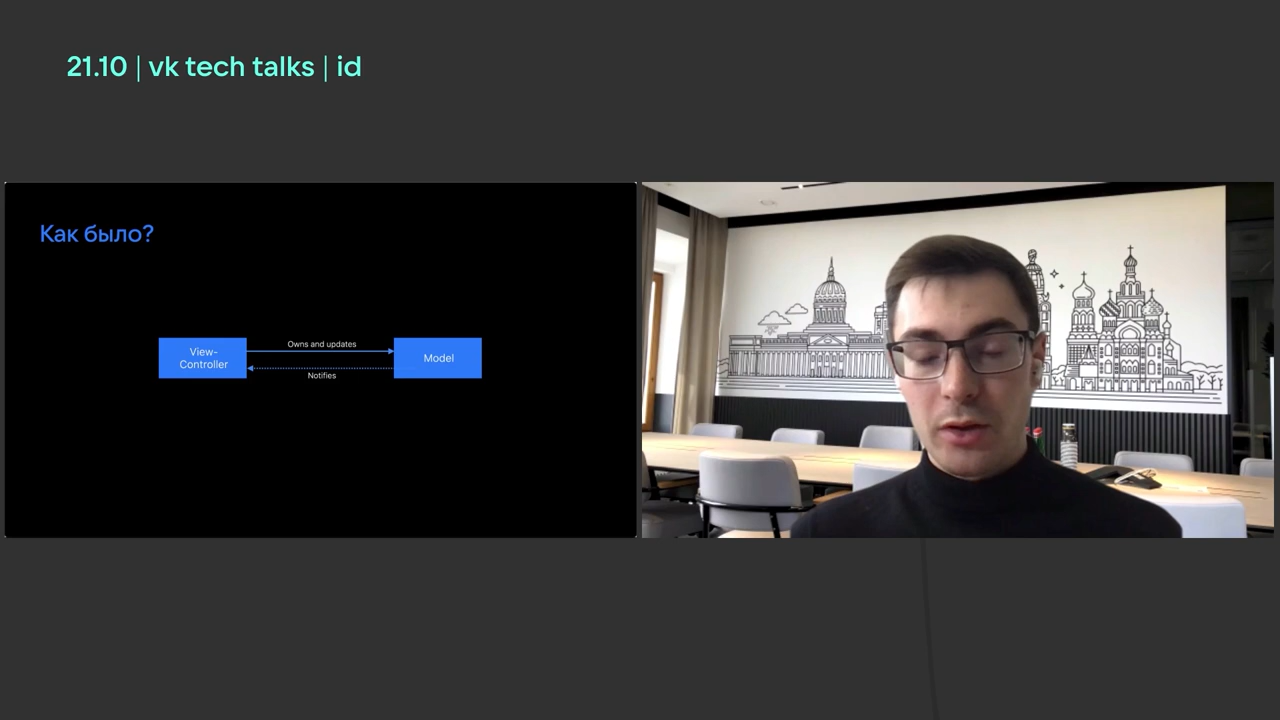 21.10 | vk tech talks | id
Как было?
View-
Controller
Owns and updates
Notifies
Model